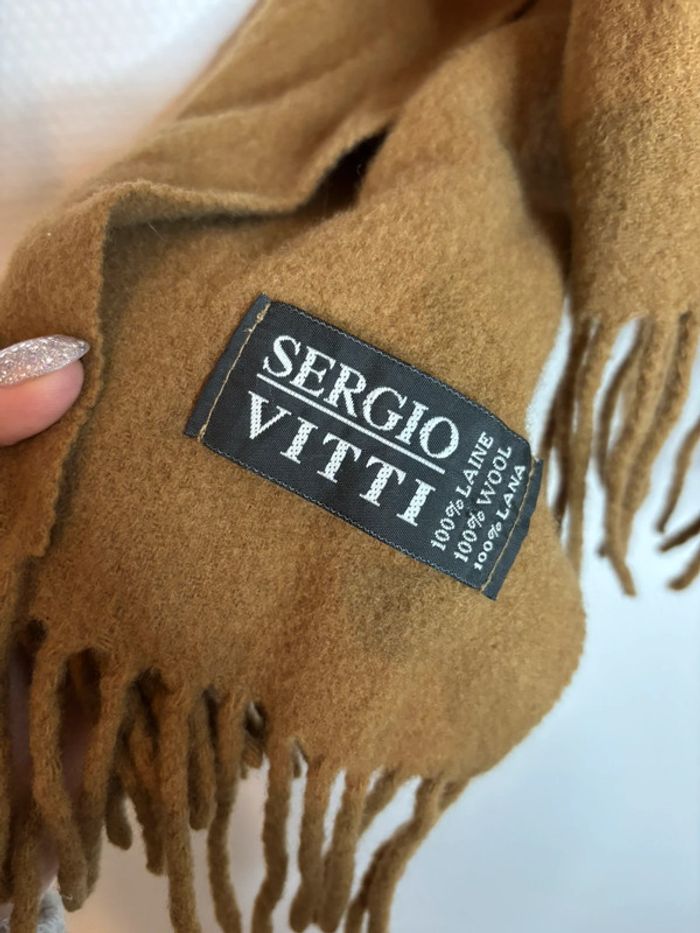 SERGIO
VITTI
100% LAINE
100% WOOL
100% LANA